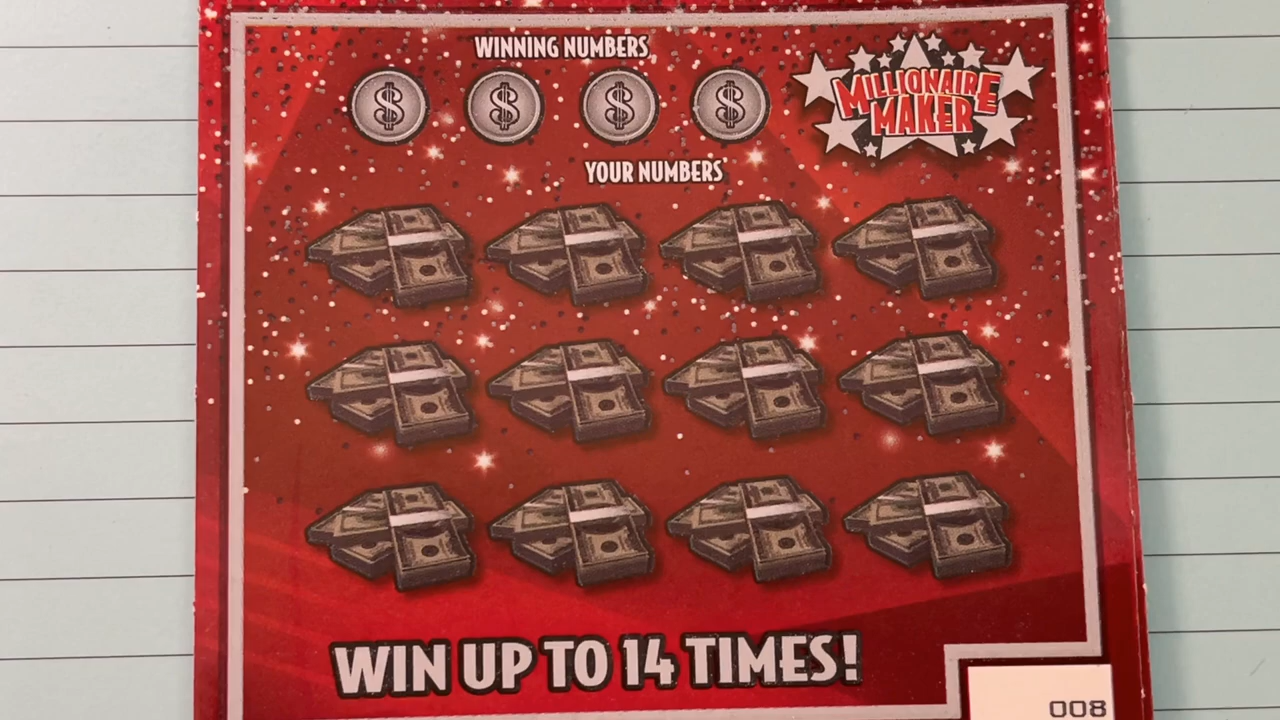 WINNING NUMBERS
MILLIONAIRE
MAKER
YOUR NUMBERS
WIN UP TO 14 TIMES!
008